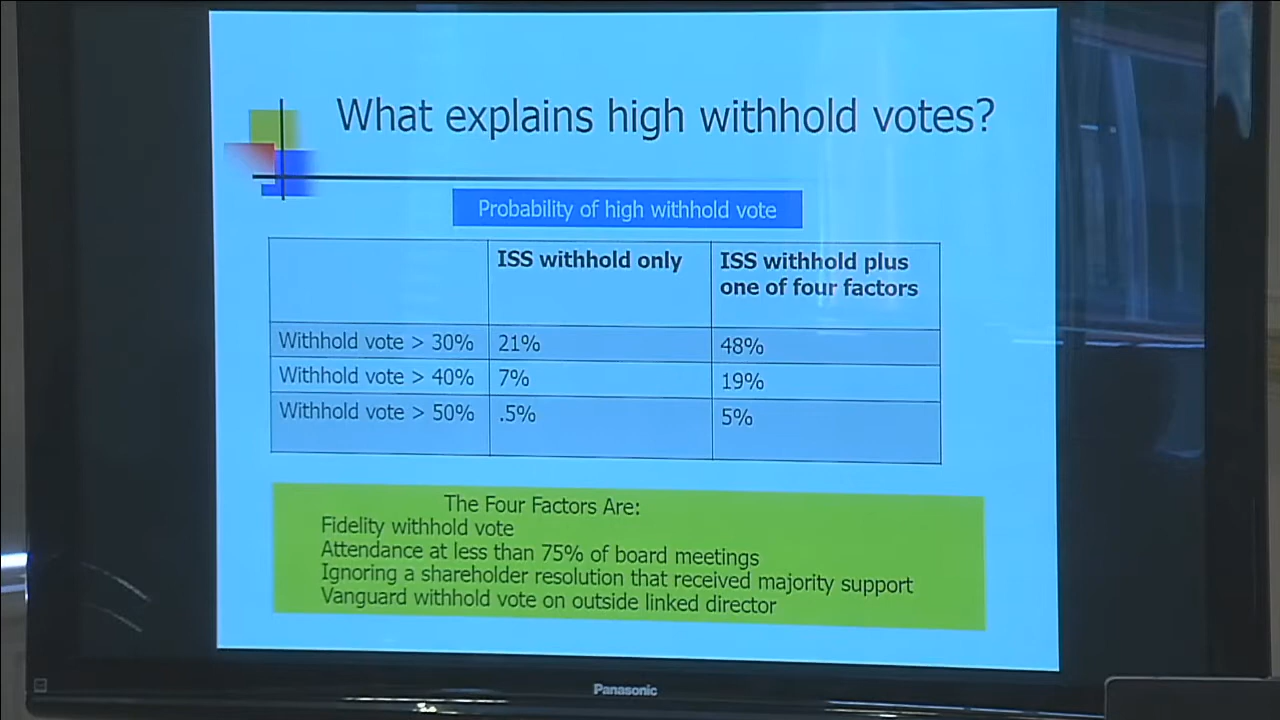 What explains high withhold votes?
Probability of high withhold vote
ISS withhold only
ISS withhold plus
one of four factors
Withhold vote > 30% 21% 48%
Withhold vote > 40% 7% 19%
Withhold vote > 50% .5% 5%
The Four Factors Are:
Fidelity withhold vote
Attendance at less than 75% of board meetings
Ignoring a shareholder resolution that received majority support
Vanguard withhold vote on outside linked director
Panasonic